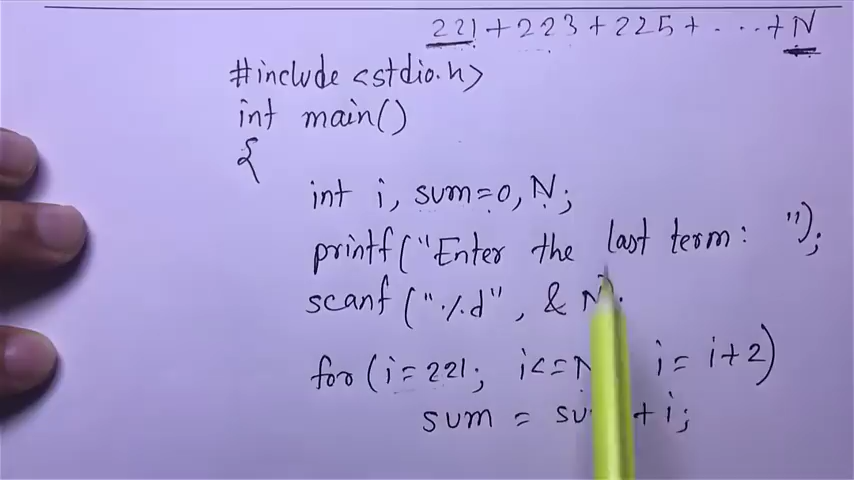 221 + 223 + 225 + . . . . + N
#include <stdio.h>
int main()
{
int i, sum=0, N;
printf("Enter the last term: ");
scanf ("%d", & N);
for (i = 221; i<=N i = i+2)
sum = su + i;